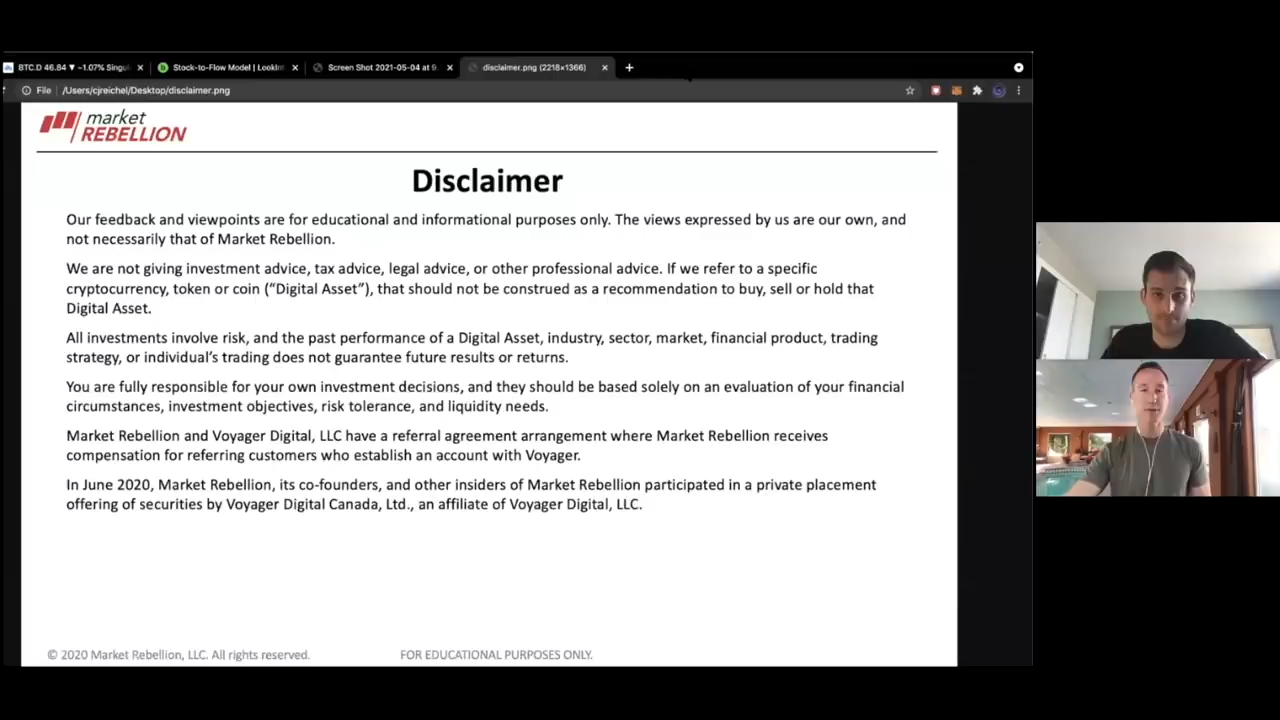 BTC.D 46.84 ▼ −1.07% Singul
Stock-to-Flow Model | LookInt
Screen Shot 2021-05-04 at 9.
disclaimer.png (2218×1366)
File | /Users/cjreichel/Desktop/disclaimer.png
market
REBELLION
Disclaimer
Our feedback and viewpoints are for educational and informational purposes only. The views expressed by us are our own, and
not necessarily that of Market Rebellion.
We are not giving investment advice, tax advice, legal advice, or other professional advice. If we refer to a specific
cryptocurrency, token or coin (“Digital Asset”), that should not be construed as a recommendation to buy, sell or hold that
Digital Asset.
All investments involve risk, and the past performance of a Digital Asset, industry, sector, market, financial product, trading
strategy, or individual’s trading does not guarantee future results or returns.
You are fully responsible for your own investment decisions, and they should be based solely on an evaluation of your financial
circumstances, investment objectives, risk tolerance, and liquidity needs.
Market Rebellion and Voyager Digital, LLC have a referral agreement arrangement where Market Rebellion receives
compensation for referring customers who establish an account with Voyager.
In June 2020, Market Rebellion, its co-founders, and other insiders of Market Rebellion participated in a private placement
offering of securities by Voyager Digital Canada, Ltd., an affiliate of Voyager Digital, LLC.
© 2020 Market Rebellion, LLC. All rights reserved.
FOR EDUCATIONAL PURPOSES ONLY.